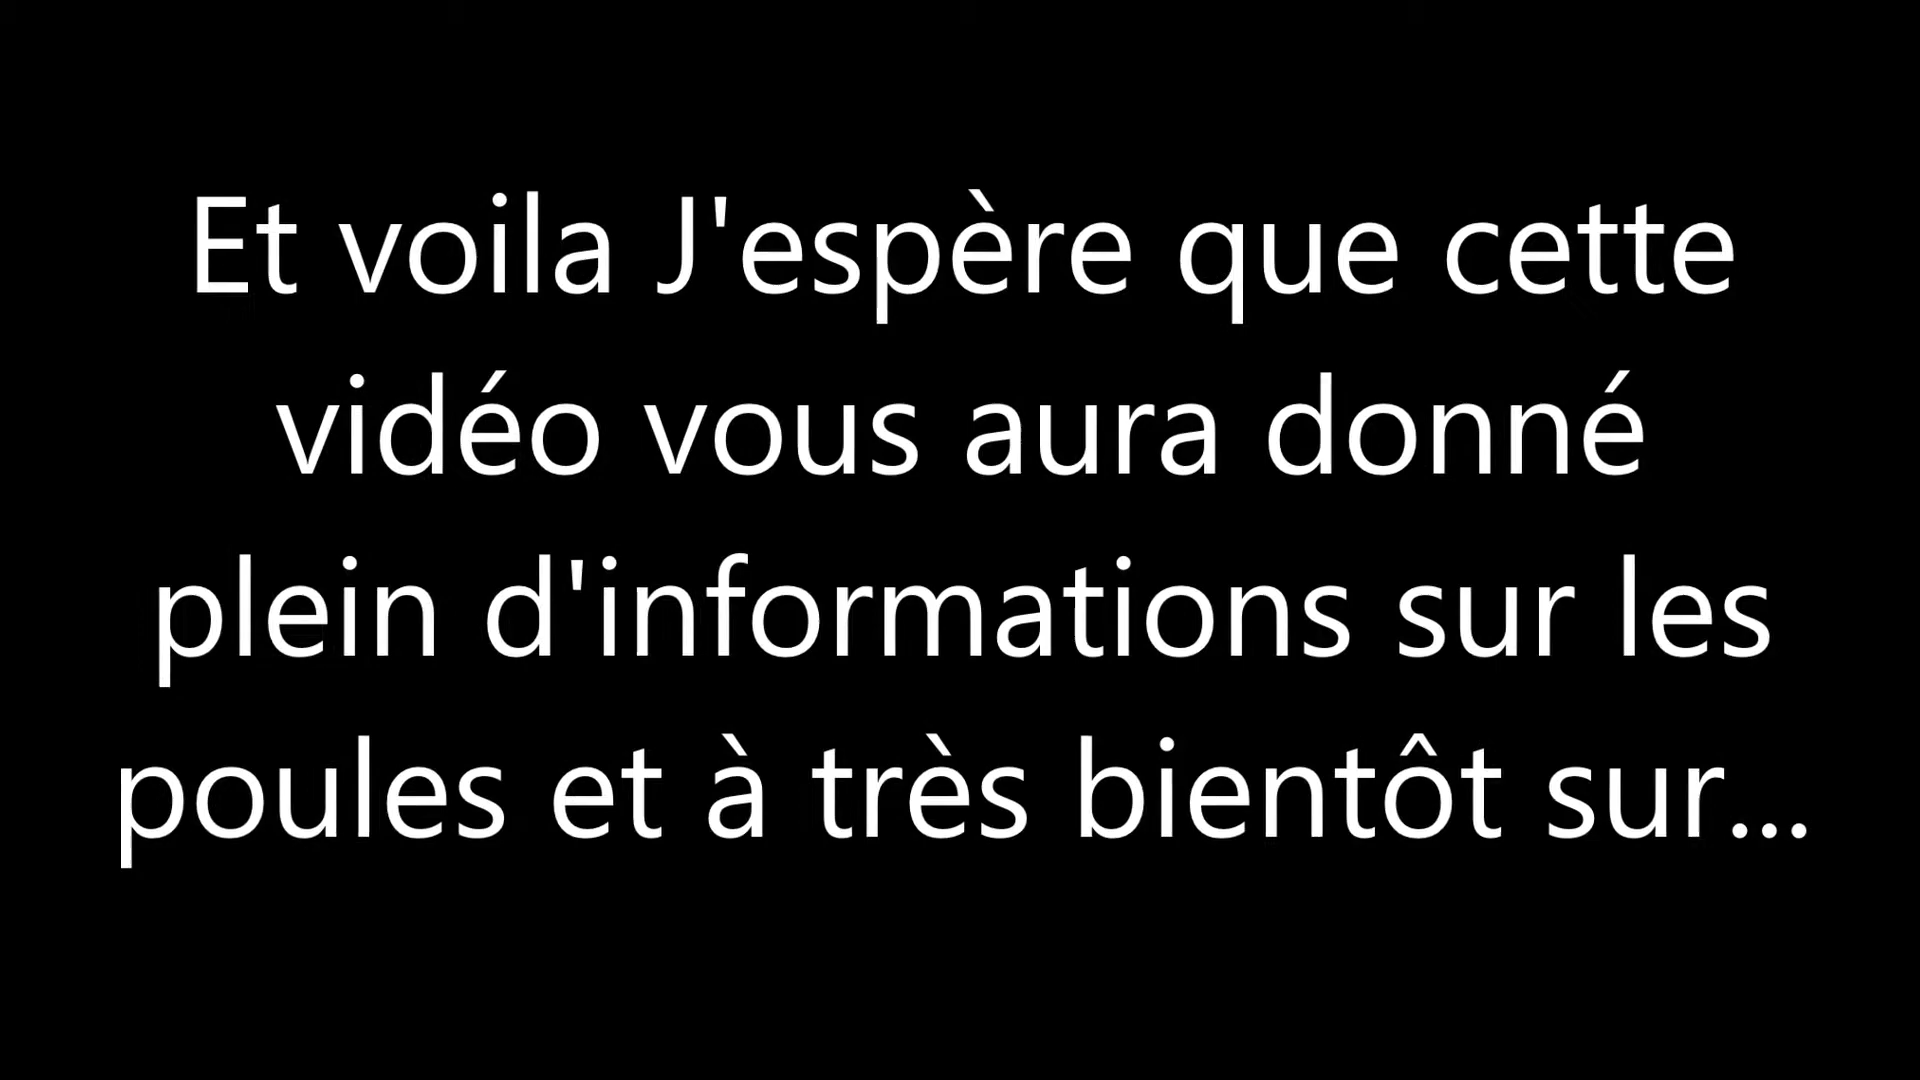 Et voila J'espère que cette
vidéo vous aura donné
plein d'informations sur les
poules et à très bientôt sur...